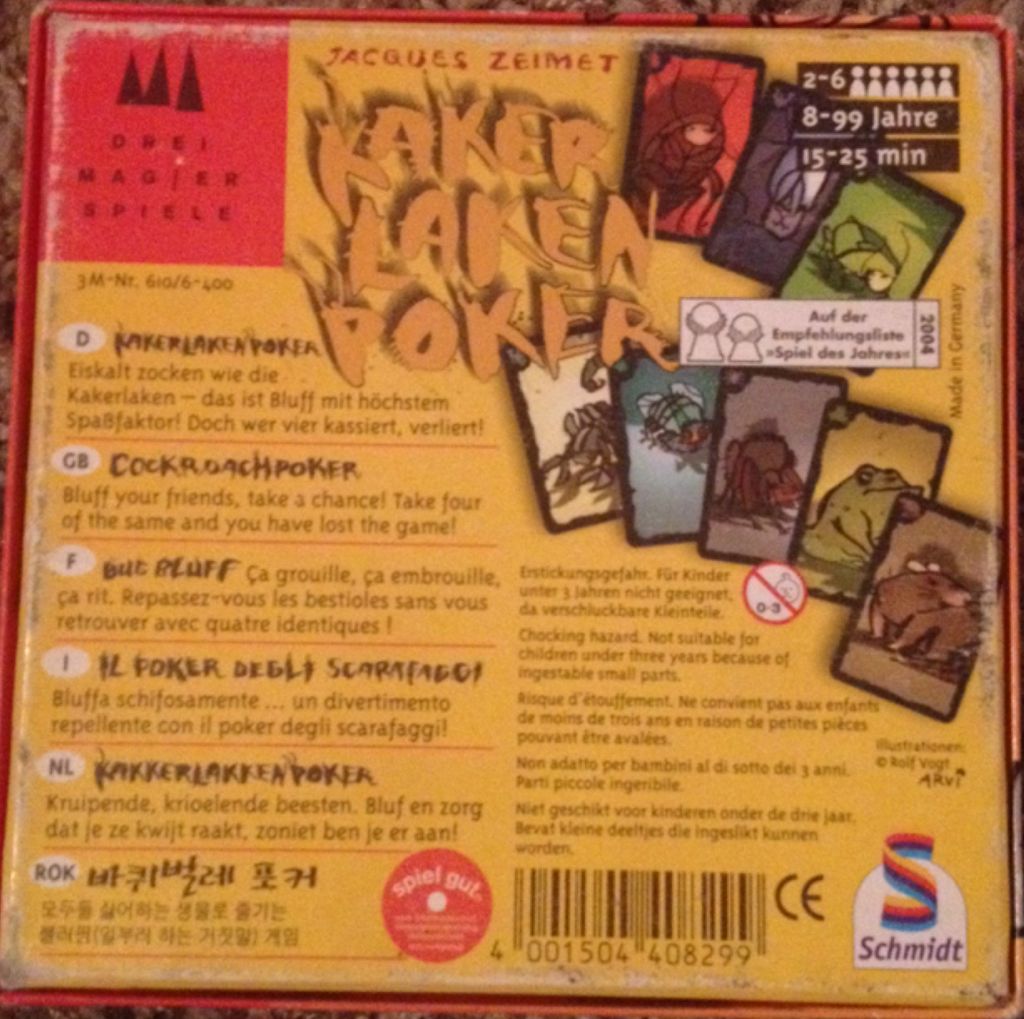 JACQUES ZEIMET
KAKER
LAKEN
POKER
DREI
MAGIER
SPIELE
3M-Nr. 610/6-400
2-6
8-99 Jahre
15-25 min
Auf der
Empfehlungsliste
»Spiel des Jahres«
2004
Made in Germany
D KAKERLAKENPOKER
Eiskalt zocken wie die
Kakerlaken – das ist Bluff mit höchstem
Spaßfaktor! Doch wer vier kassiert, verliert!
GB COCKROACHPOKER
Bluff your friends, take a chance! Take four
of the same and you have lost the game!
F BUG BLUFF Ça grouille, ça embrouille,
ça rit. Repassez-vous les bestioles sans vous
retrouver avec quatre identiques !
I IL POKER DEGLI SCARAFAGGI
Bluffa schifosamente ... un divertimento
repellente con il poker degli scarafaggi!
NL KAKKERLAKKENPOKER
Kruipende, krioelende beesten. Bluf en zorg
dat je ze kwijt raakt, zoniet ben je er aan!
ROK 바퀴벌레 포커
모두들 싫어하는 생물로 즐기는
블러핑(일부러 하는 거짓말) 게임
spiel gut
Erstickungsgefahr. Für Kinder
unter 3 Jahren nicht geeignet,
da verschluckbare Kleinteile.
0-3
Chocking hazard. Not suitable for
children under three years because of
ingestable small parts.
Risque d'étouffement. Ne convient pas aux enfants
de moins de trois ans en raison de petites pièces
pouvant être avalées.
Non adatto per bambini al di sotto dei 3 anni.
Parti piccole ingeribile.
Niet geschikt voor kinderen onder de drie jaar.
Bevat kleine deeltjes die ingeslikt kunnen
worden.
Illustrationen:
© Rolf Vogt
ARVi
4 001504 408299
CE
S
Schmidt